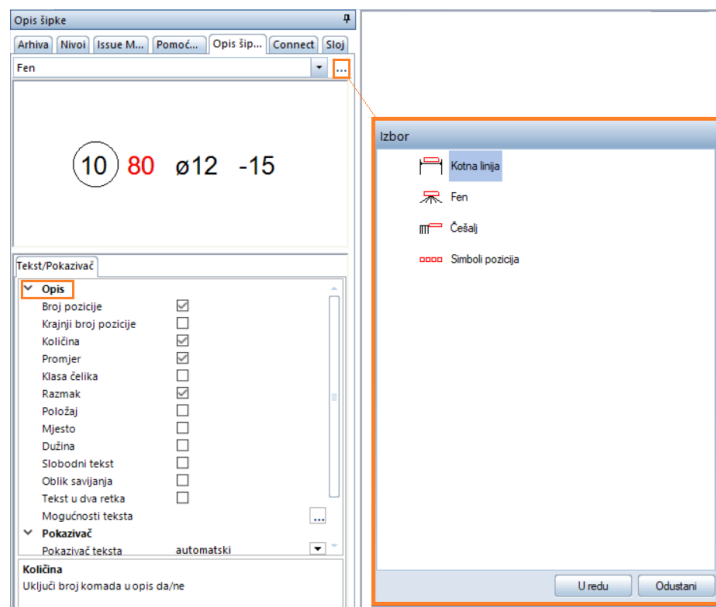 Opis šipke
Arhiva Nivoi Issue M... Pomoć... Opis šip... Connect Sloj
Fen ...
10 80 ø12 -15
Tekst/Pokazivač
Opis
Broj pozicije
Krajnji broj pozicije
Količina
Promjer
Klasa čelika
Razmak
Položaj
Mjesto
Dužina
Slobodni tekst
Oblik savijanja
Tekst u dva retka
Mogućnosti teksta ...
Pokazivač
Pokazivač teksta automatski
Količina
Uključi broj komada u opis da/ne
Izbor
Kotna linija
Fen
Češalj
Simboli pozicija
U redu Odustani